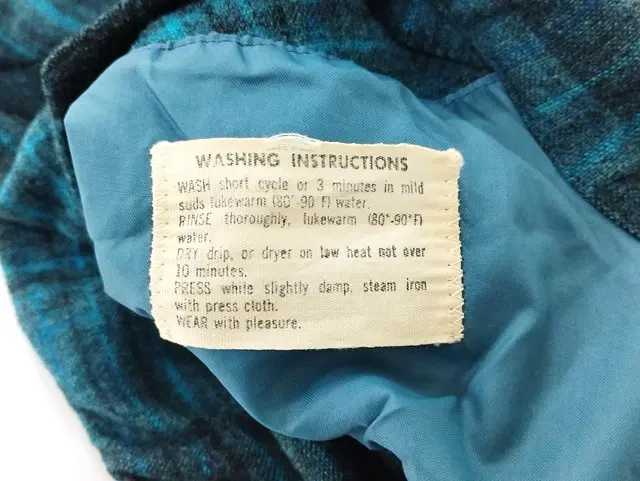 WASHING INSTRUCTIONS
WASH short cycle or 3 minutes in mild
suds lukewarm (80°-90 F) water.
RINSE thoroughly, lukewarm (80°-90°F)
water.
DRY drip, or dryer on law heat not over
10 minutes.
PRESS white slightly damp, steam iron
with press cloth.
WEAR with pleasure.